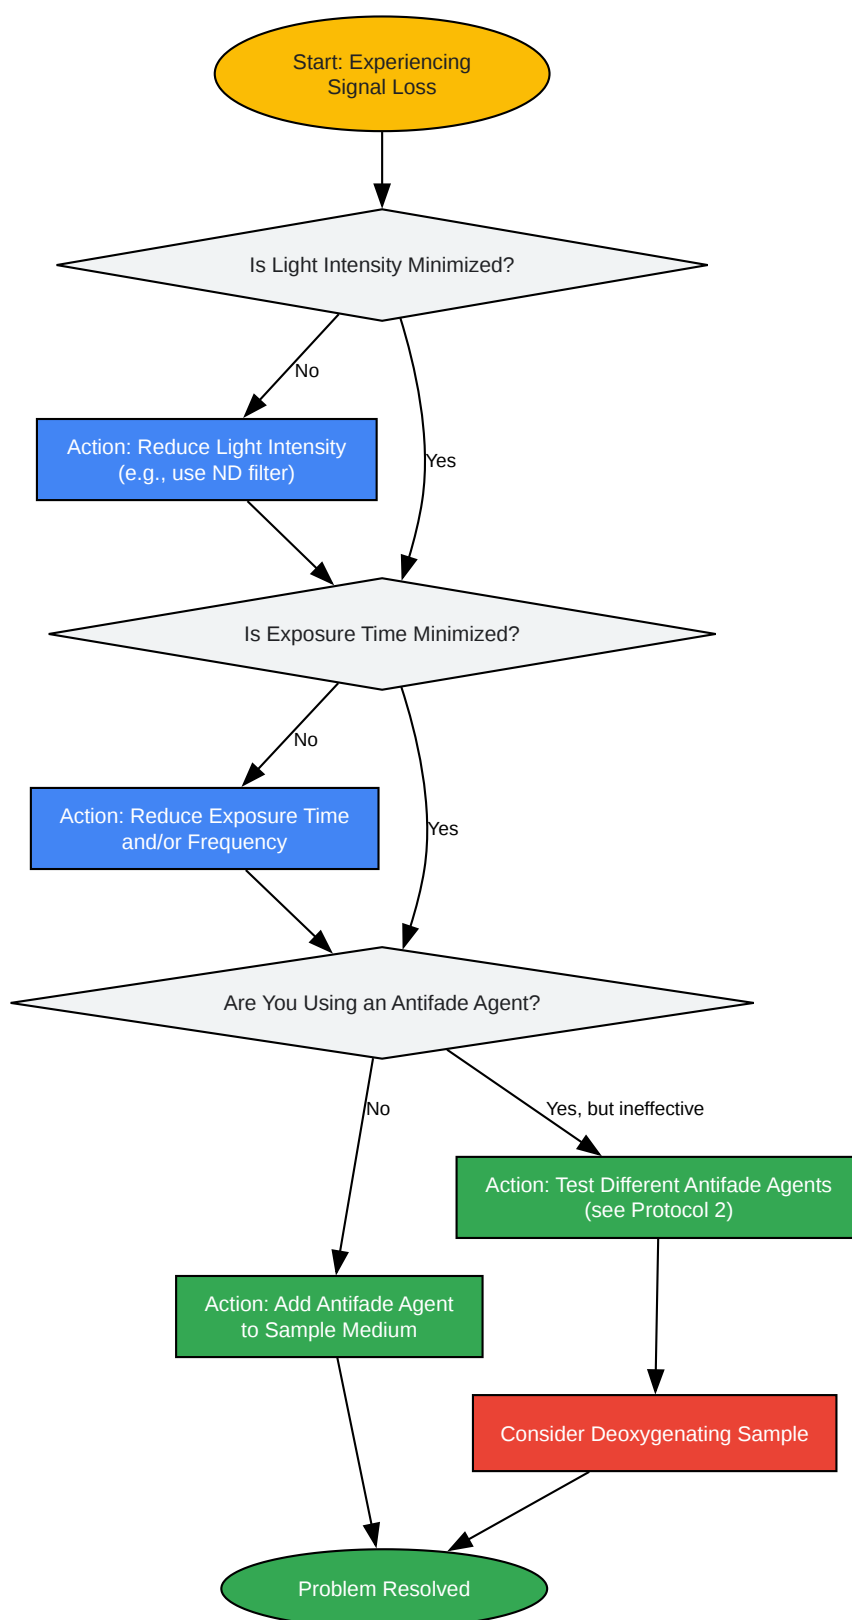 Start: Experiencing
Signal Loss
Is Light Intensity Minimized?
No
Action: Reduce Light Intensity
(e.g., use ND filter)
Yes
Is Exposure Time Minimized?
No
Action: Reduce Exposure Time
and/or Frequency
Yes
Are You Using an Antifade Agent?
No
Yes, but ineffective
Action: Test Different Antifade Agents
(see Protocol 2)
Action: Add Antifade Agent
to Sample Medium
Consider Deoxygenating Sample
Problem Resolved